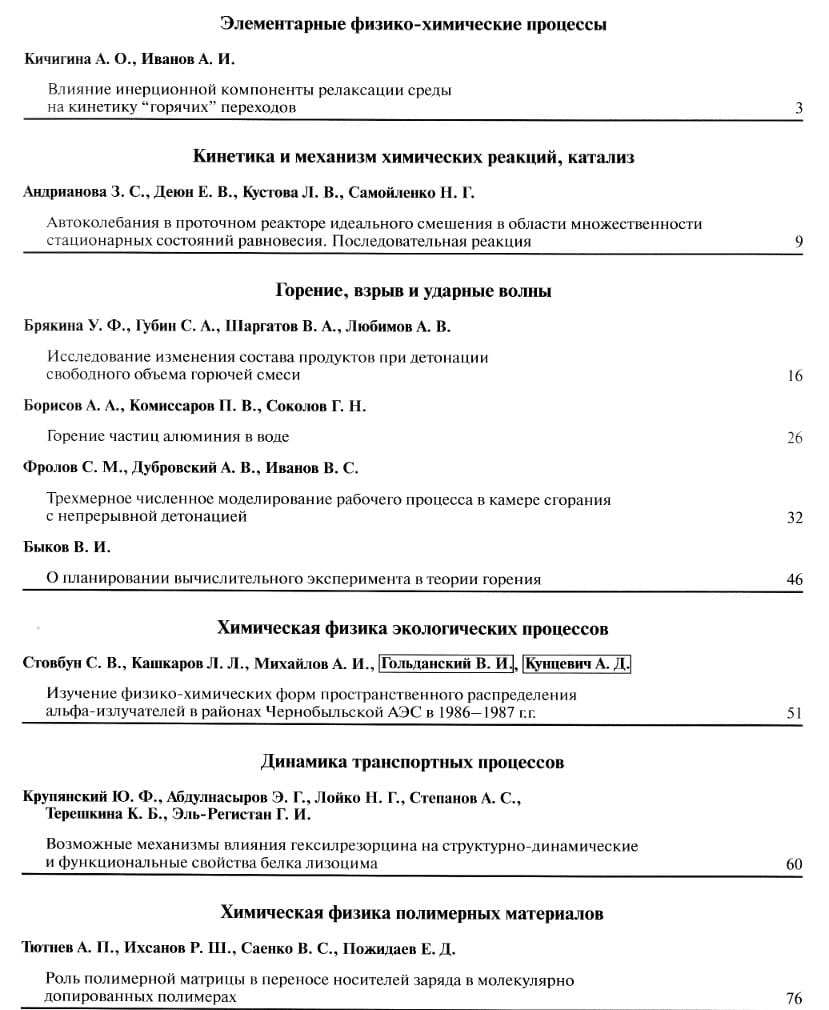 Элементарные физико-химические процессы
Кичигина А. О., Иванов А. И.
Влияние инерционной компоненты релаксации среды
на кинетику “горячих” переходов 3
Кинетика и механизм химических реакций, катализ
Андрианова З. С., Деюн Е. В., Кустова Л. В., Самойленко Н. Г.
Автоколебания в проточном реакторе идеального смешения в области множественности
стационарных состояний равновесия. Последовательная реакция 9
Горение, взрыв и ударные волны
Брякина У. Ф., Губин С. А., Шаргатов В. А., Любимов А. В.
Исследование изменения состава продуктов при детонации
свободного объема горючей смеси 16
Борисов А. А., Комиссаров П. В., Соколов Г. Н.
Горение частиц алюминия в воде 26
Фролов С. М., Дубровский А. В., Иванов В. С.
Трехмерное численное моделирование рабочего процесса в камере сгорания
с непрерывной детонацией 32
Быков В. И.
О планировании вычислительного эксперимента в теории горения 46
Химическая физика экологических процессов
Стовбун С. В., Кашкаров Л. Л., Михайлов А. И., Гольданский В. И., Кунцевич А. Д.
Изучение физико-химических форм пространственного распределения
альфа-излучателей в районах Чернобыльской АЭС в 1986–1987 г.г. 51
Динамика транспортных процессов
Крупянский Ю. Ф., Абдулнасыров Э. Г., Лойко Н. Г., Степанов А. С.,
Терешкина К. Б., Эль-Регистан Г. И.
Возможные механизмы влияния гексилрезорцина на структурно-динамические
и функциональные свойства белка лизоцима 60
Химическая физика полимерных материалов
Тютнев А. П., Ихсанов Р. Ш., Саенко В. С., Пожидаев Е. Д.
Роль полимерной матрицы в переносе носителей заряда в молекулярно
допированных полимерах 76